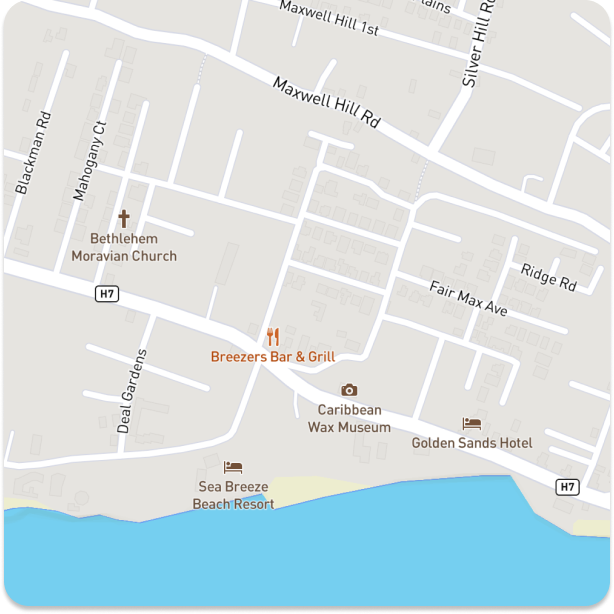 lains
Maxwell Hill 1st
Silver Hill Rd
Maxwell Hill Rd
Blackman Rd
Mahogany Ct
Bethlehem
Moravian Church
Ridge Rd
H7
Fair Max Ave
Breezers Bar & Grill
Deal Gardens
Caribbean
Wax Museum
Golden Sands Hotel
Sea Breeze
Beach Resort
H7